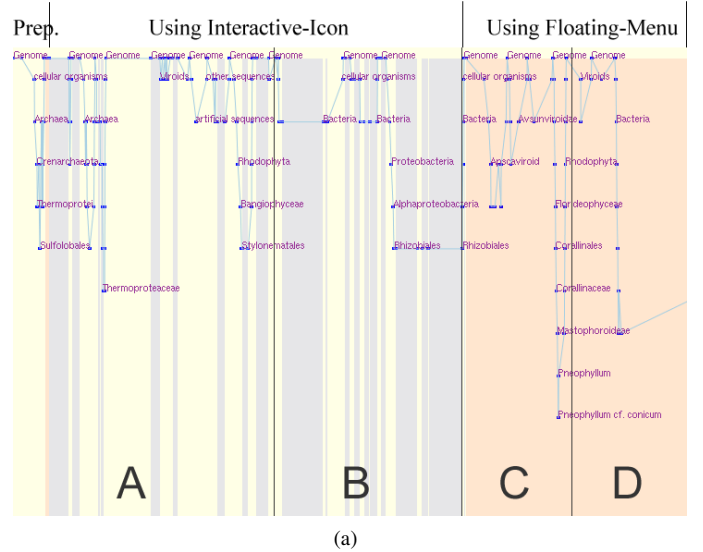 Prep. Using Interactive-Icon Using Floating-Menu
Genome Genome Genome Genome Genome Genome Genome Genome Genome Genome Genome Genome Genome Genome
cellular organisms Viroids other sequences cellular organisms cellular organisms Viroids
Archaea Archaea artificial sequences Bacteria Bacteria Bacteria Avsunviroidae Bacteria
Crenarchaeota Rhodophyta Proteobacteria Apscaviroid Rhodophyta
Thermoprotei Bangiophyceae Alphaproteobacteria Florideophyceae
Sulfolobales Stylonematales Rhizobiales Rhizobiales Corallinales
Thermoproteaceae Corallinaceae
Mastophoroideae
Pneophyllum
Pneophyllum cf. conicum
A B C D
(a)